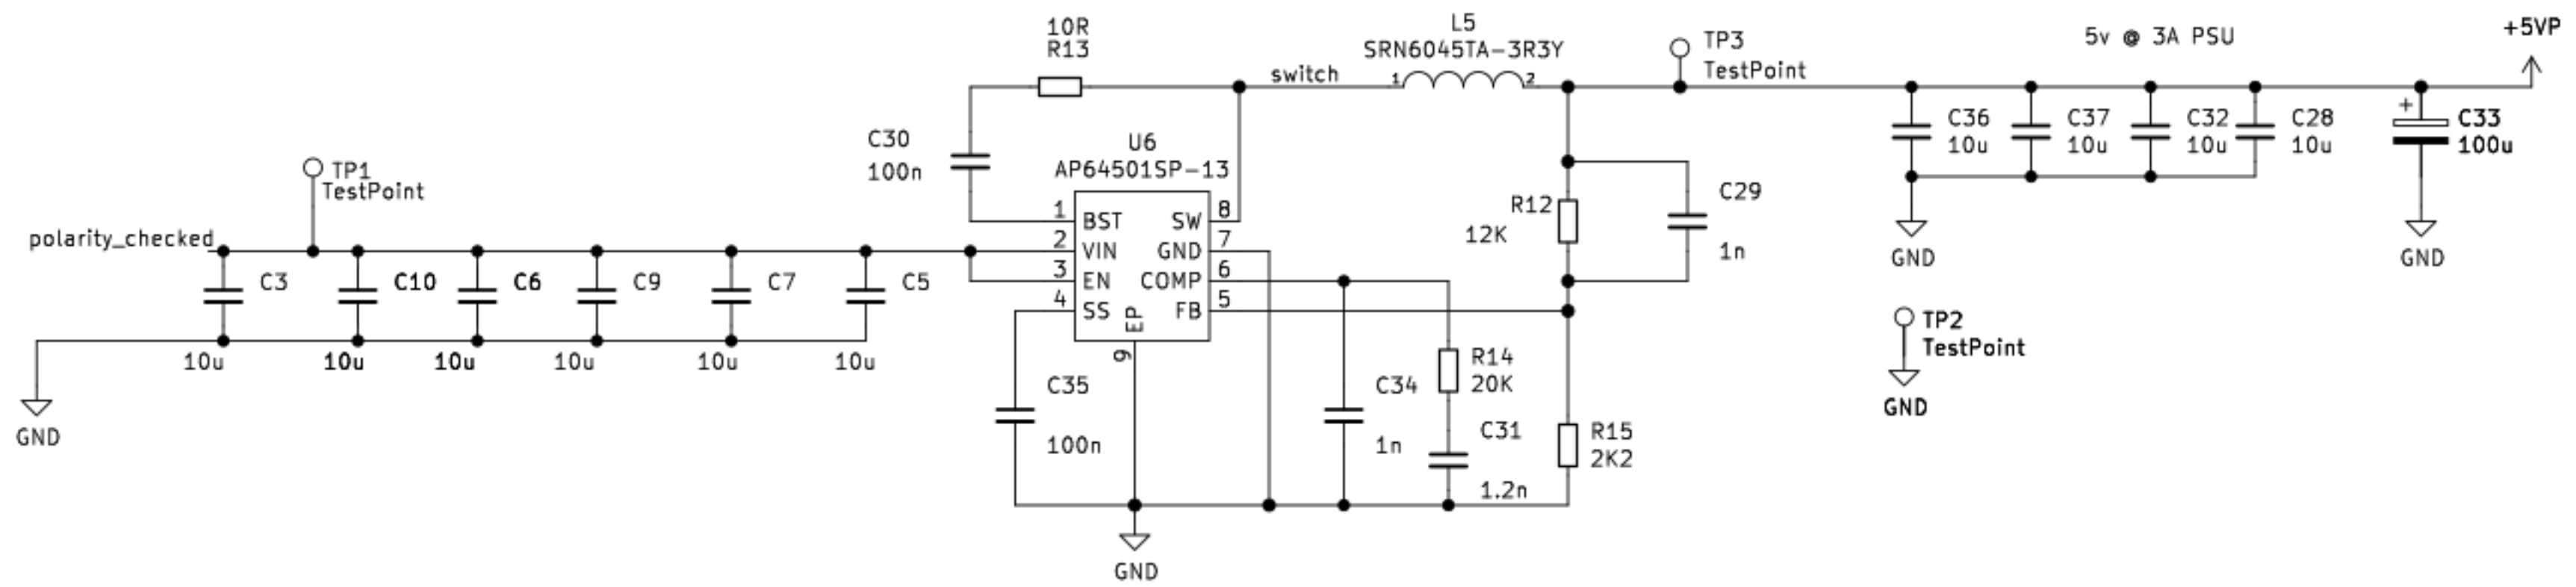 10R
R13
L5
SRN6045TA-3R3Y
switch
1
2
TP3
TestPoint
5v @ 3A PSU
+5VP
C30
100n
U6
AP64501SP-13
TP1
TestPoint
polarity_checked
C3
10u
C10
10u
C6
10u
C9
10u
C7
10u
C5
10u
GND
1 BST
2 VIN
3 EN
4 SS
SW 8
GND 7
COMP 6
FB 5
EP
9
C35
100n
C34
1n
R14
20K
C31
1.2n
GND
R12
12K
C29
1n
R15
2K2
C36
10u
C37
10u
C32
10u
C28
10u
GND
+
C33
100u
GND
TP2
TestPoint
GND